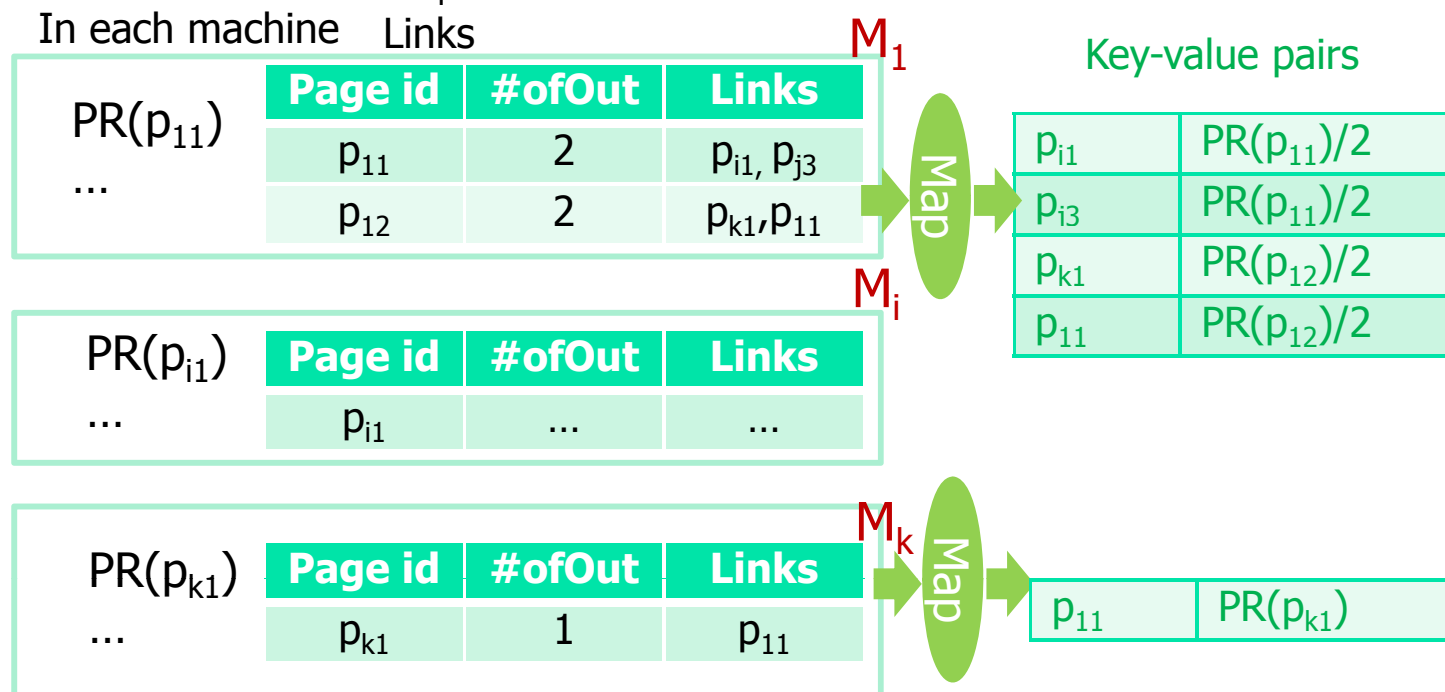 In each machine Links
M1 Key-value pairs
PR(p11) Page id #ofOut Links
... p11 2 pi1, pj3
p12 2 pk1,p11
Map
pi1 PR(p11)/2
pi3 PR(p11)/2
pk1 PR(p12)/2
p11 PR(p12)/2
Mi
PR(pi1) Page id #ofOut Links
... pi1 ... ...
Mk
PR(pk1) Page id #ofOut Links
... pk1 1 p11
Map
p11 PR(pk1)